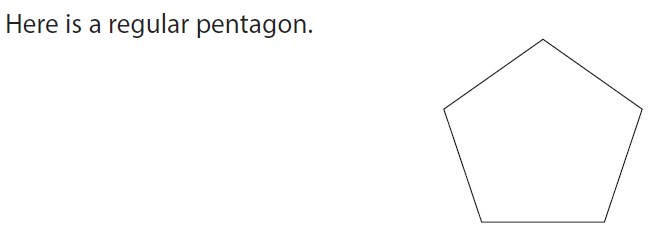 Here is a regular pentagon.